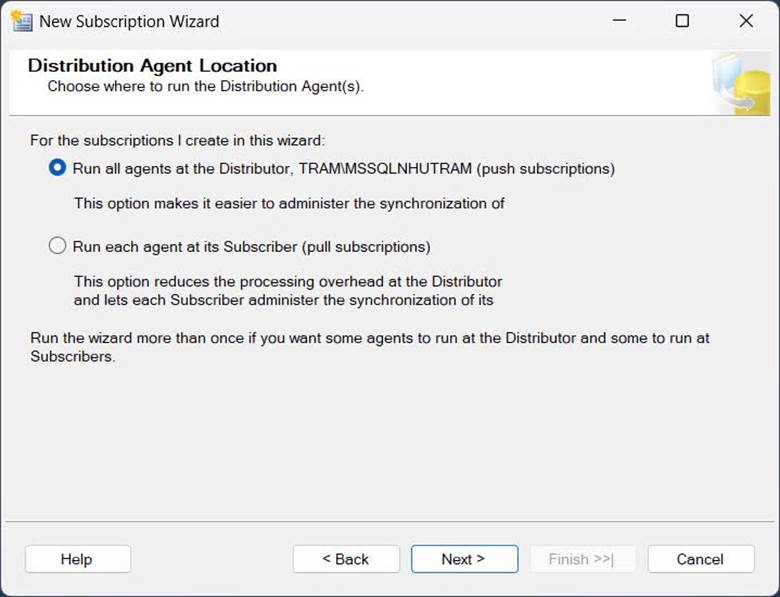 New Subscription Wizard
Distribution Agent Location
Choose where to run the Distribution Agent(s).
For the subscriptions I create in this wizard:
Run all agents at the Distributor, TRAM\MSSQLNHUTRAM (push subscriptions)
This option makes it easier to administer the synchronization of
Run each agent at its Subscriber (pull subscriptions)
This option reduces the processing overhead at the Distributor
and lets each Subscriber administer the synchronization of its
Run the wizard more than once if you want some agents to run at the Distributor and some to run at
Subscribers.
Help
< Back
Next >
Finish >>|
Cancel